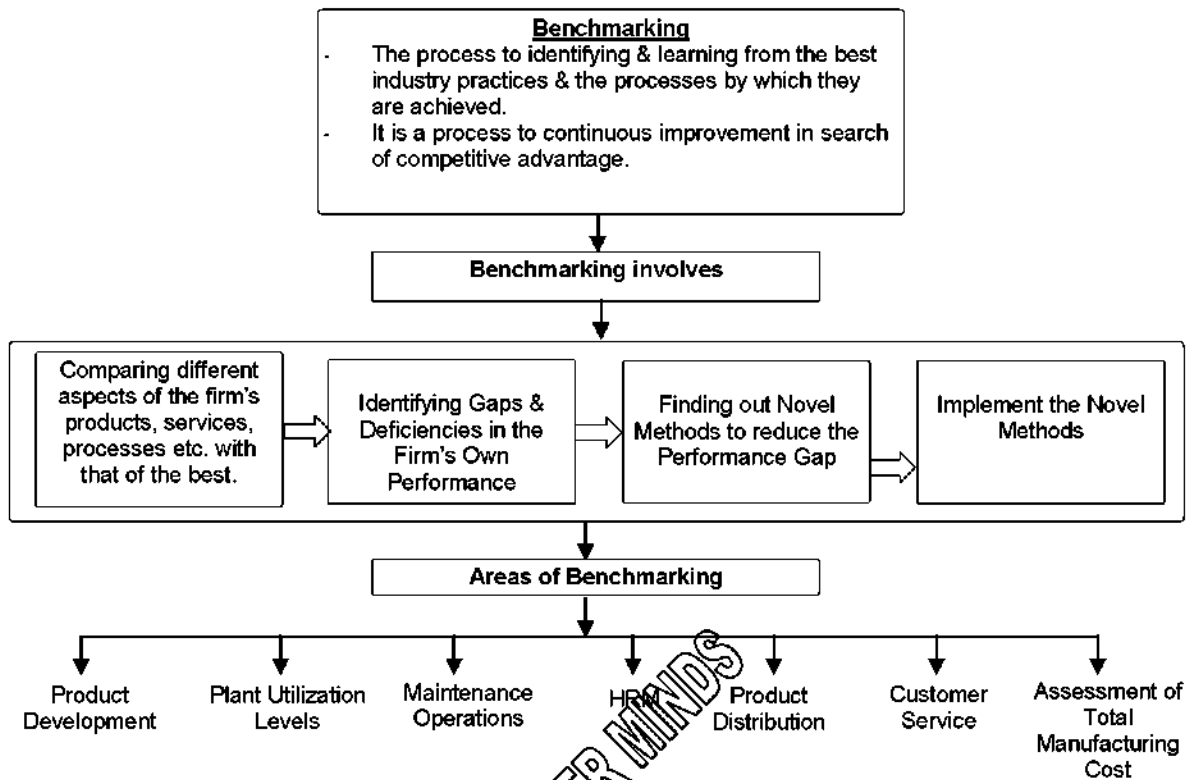 Benchmarking
- The process to identifying & learning from the best
industry practices & the processes by which they
are achieved.
- It is a process to continuous improvement in search
of competitive advantage.
Benchmarking involves
Comparing different
aspects of the firm's
products, services,
processes etc. with
that of the best.
Identifying Gaps &
Deficiencies in the
Firm's Own
Performance
Finding out Novel
Methods to reduce the
Performance Gap
Implement the Novel
Methods
Areas of Benchmarking
Product
Development
Plant Utilization
Levels
Maintenance
Operations
HRM
Product
Distribution
Customer
Service
Assessment of
Total
Manufacturing
Cost
MINDS